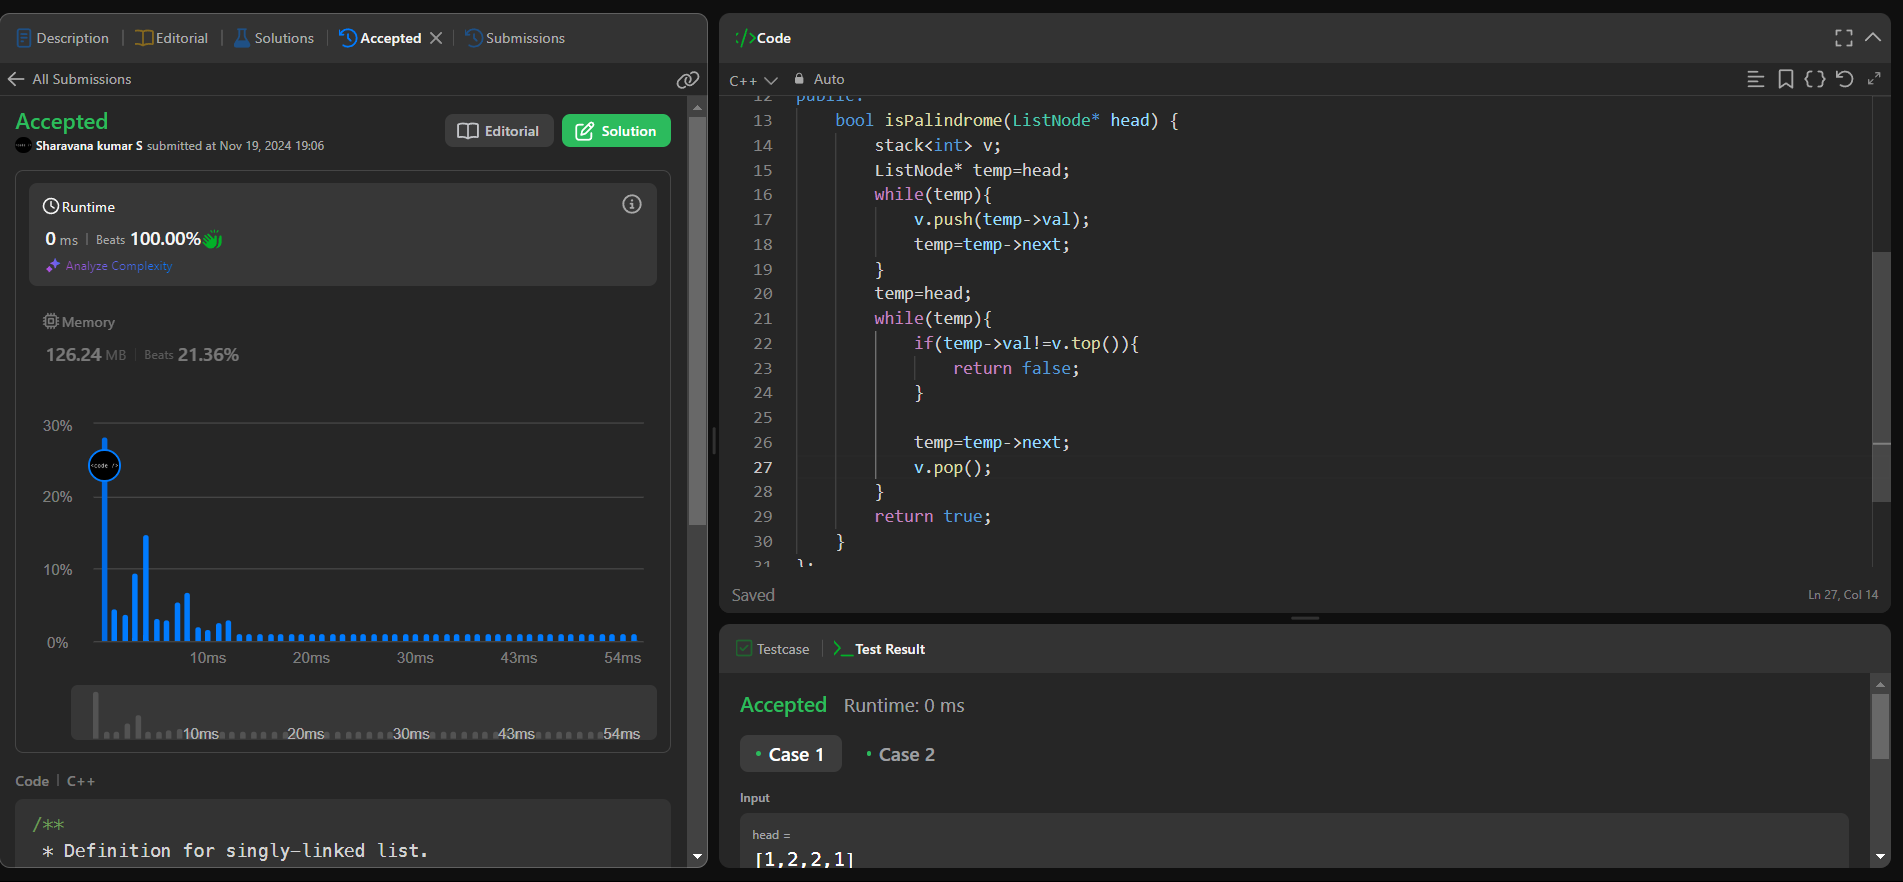 Description | Editorial | Solutions | Accepted | Submissions
All Submissions
Accepted
Sharavana kumar S submitted at Nov 19, 2024 19:06
Editorial
Solution
Runtime
0 ms | Beats 100.00%
Analyze Complexity
Memory
126.24 MB | Beats 21.36%
30%
20%
10%
0%
<code />
10ms 20ms 30ms 43ms 54ms
10ms 20ms 30ms 43ms 54ms
Code | C++
/**
 * Definition for singly-linked list.
</>Code
C++ Auto
12 public:
13     bool isPalindrome(ListNode* head) {
14         stack<int> v;
15         ListNode* temp=head;
16         while(temp){
17             v.push(temp->val);
18             temp=temp->next;
19         }
20         temp=head;
21         while(temp){
22             if(temp->val!=v.top()){
23                 return false;
24             }
25
26             temp=temp->next;
27             v.pop();
28         }
29         return true;
30     }
31 };
Saved
Ln 27, Col 14
Testcase | >_Test Result
Accepted Runtime: 0 ms
• Case 1 • Case 2
Input
head =
[1,2,2,1]